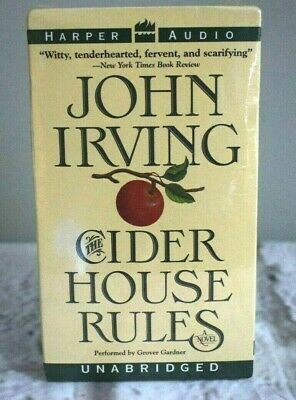 HARPER AUDIO
"Witty, tenderhearted, fervent, and scarifying"
—New York Times Book Review
JOHN
IRVING
THE
CIDER
HOUSE
RULES
A NOVEL
Performed by Grover Gardner
UNABRIDGED